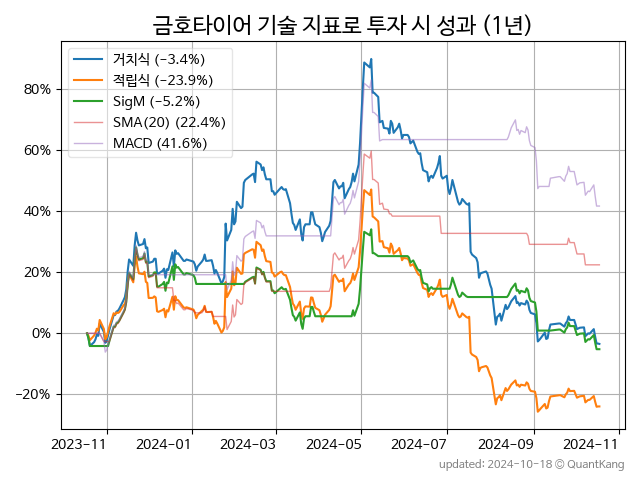 금호타이어 기술 지표로 투자 시 성과 (1년)
거치식 (−3.4%)
적립식 (−23.9%)
SigM (−5.2%)
SMA(20) (22.4%)
MACD (41.6%)
80%
60%
40%
20%
0%
−20%
2023−11 2024−01 2024−03 2024−05 2024−07 2024−09 2024−11
updated: 2024-10-18 © QuantKang